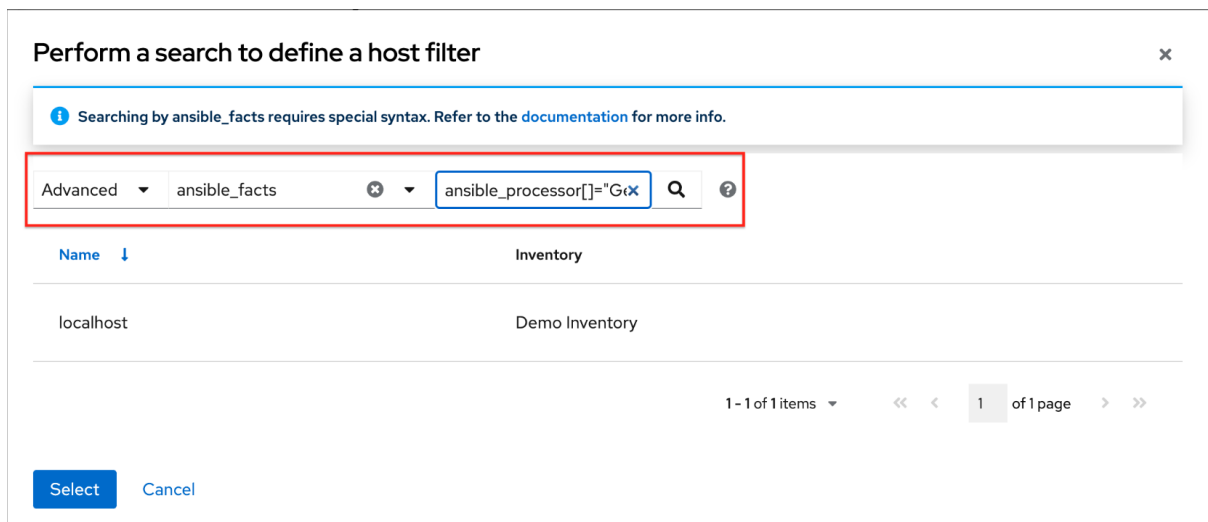 Perform a search to define a host filter
Searching by ansible_facts requires special syntax. Refer to the documentation for more info.
Advanced ansible_facts ansible_processor[]="Ge
Name Inventory
localhost Demo Inventory
1 - 1 of 1 items 1 of 1 page
Select Cancel